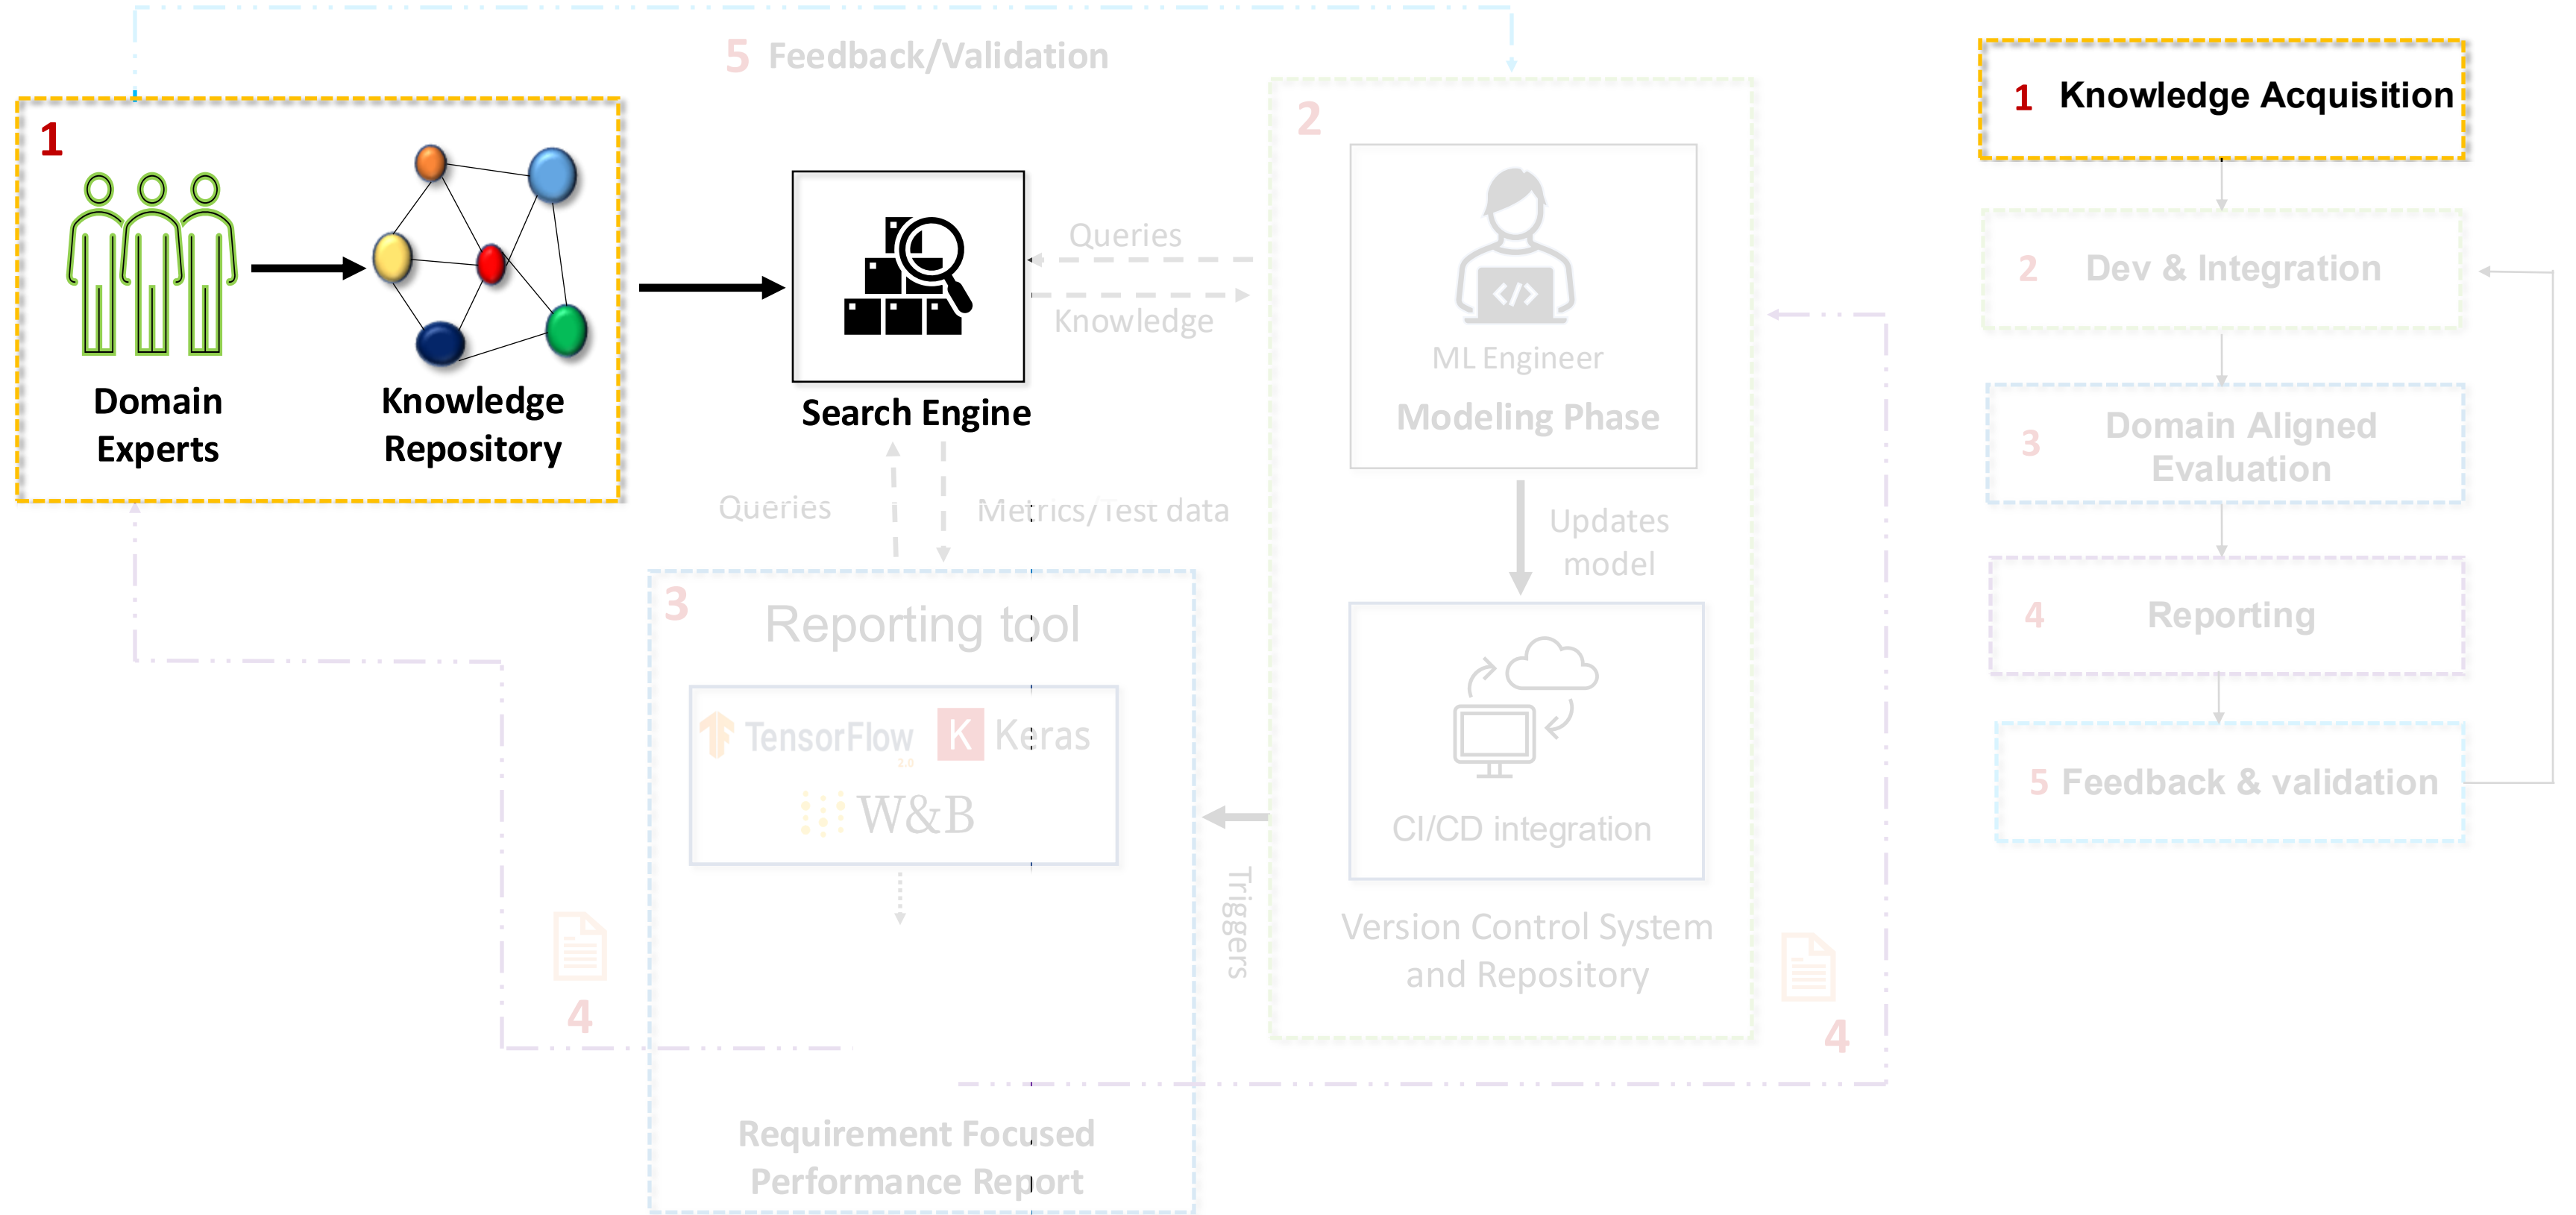 5 Feedback/Validation
1
Domain
Experts
Knowledge
Repository
Search Engine
Queries
Knowledge
Queries
Metrics/Test data
2
</>
ML Engineer
Modeling Phase
Updates
model
CI/CD integration
Version Control System
and Repository
Triggers
3
Reporting tool
TensorFlow
2.0
K Keras
W&B
Requirement Focused
Performance Report
4
4
1 Knowledge Acquisition
2 Dev & Integration
3 Domain Aligned
Evaluation
4 Reporting
5 Feedback & validation